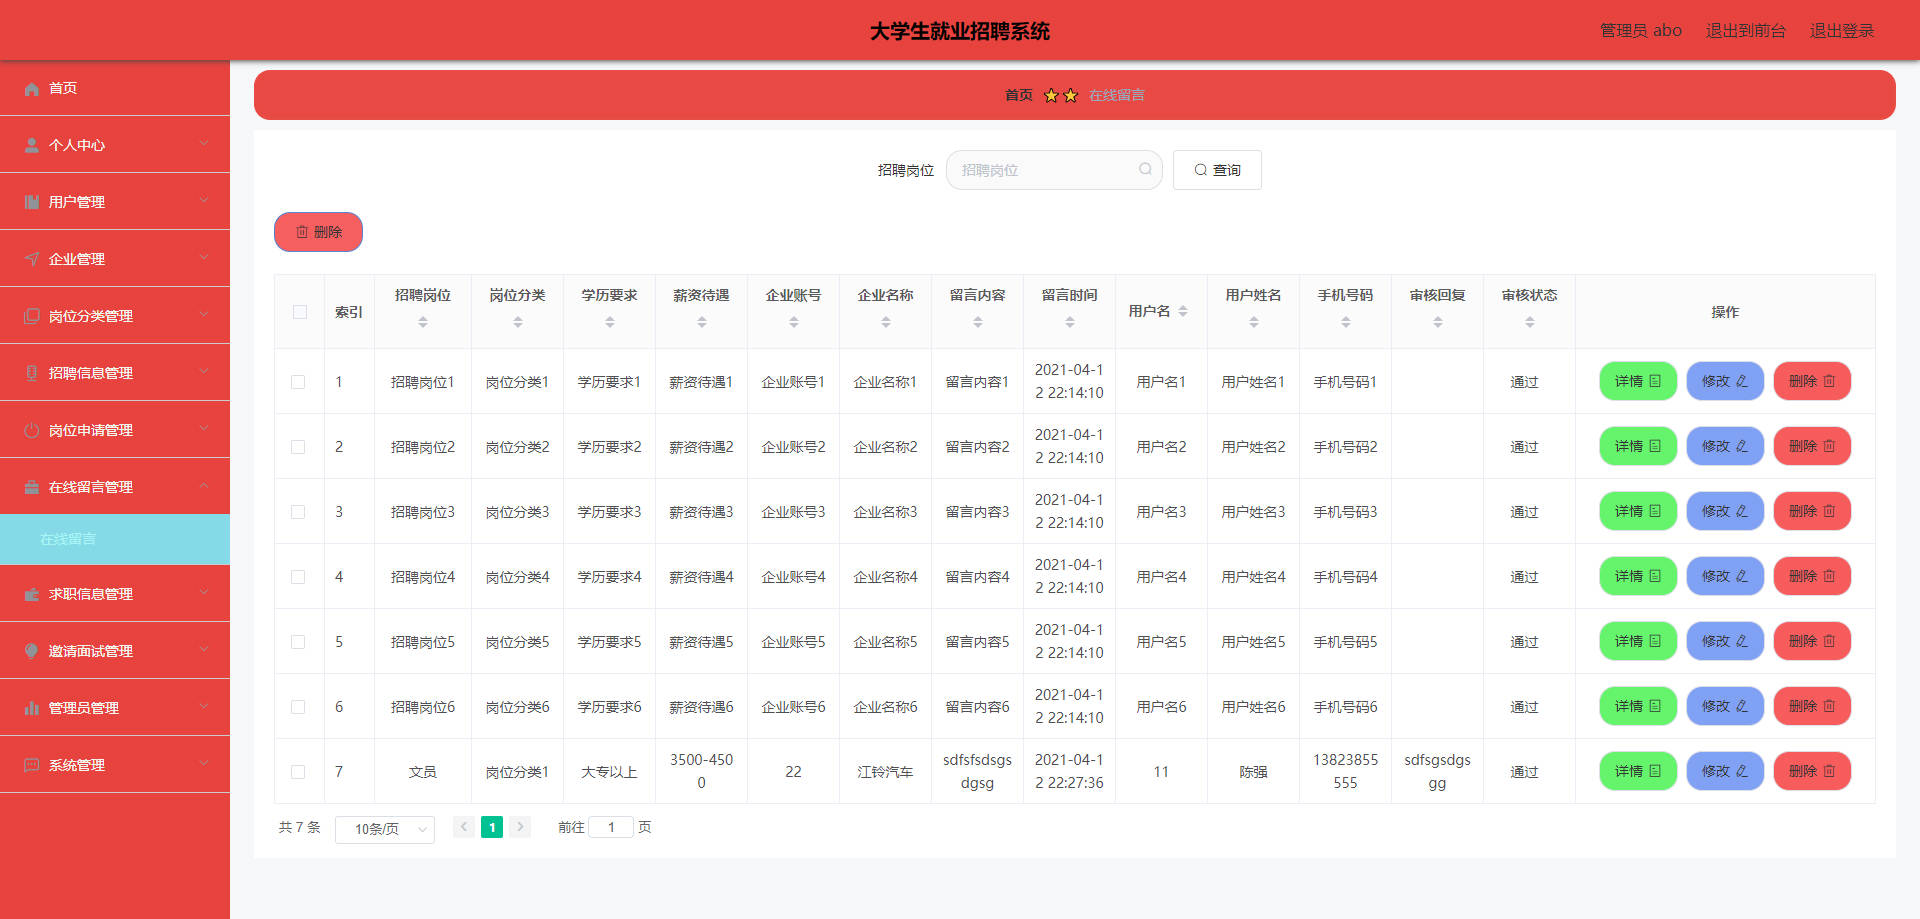 大学生就业招聘系统
管理员 abo 退出到前台 退出登录
首页
个人中心
用户管理
企业管理
岗位分类管理
招聘信息管理
岗位申请管理
在线留言管理
在线留言
求职信息管理
邀请面试管理
管理员管理
系统管理
首页 在线留言
招聘岗位 招聘岗位 查询
删除
索引 招聘岗位 岗位分类 学历要求 薪资待遇 企业账号 企业名称 留言内容 留言时间 用户名 用户姓名 手机号码 审核回复 审核状态 操作
1 招聘岗位1 岗位分类1 学历要求1 薪资待遇1 企业账号1 企业名称1 留言内容1 2021-04-1 用户名1 用户姓名1 手机号码1 通过 详情 修改 删除
2 22:14:10
2 招聘岗位2 岗位分类2 学历要求2 薪资待遇2 企业账号2 企业名称2 留言内容2 2021-04-1 用户名2 用户姓名2 手机号码2 通过 详情 修改 删除
2 22:14:10
3 招聘岗位3 岗位分类3 学历要求3 薪资待遇3 企业账号3 企业名称3 留言内容3 2021-04-1 用户名3 用户姓名3 手机号码3 通过 详情 修改 删除
2 22:14:10
4 招聘岗位4 岗位分类4 学历要求4 薪资待遇4 企业账号4 企业名称4 留言内容4 2021-04-1 用户名4 用户姓名4 手机号码4 通过 详情 修改 删除
2 22:14:10
5 招聘岗位5 岗位分类5 学历要求5 薪资待遇5 企业账号5 企业名称5 留言内容5 2021-04-1 用户名5 用户姓名5 手机号码5 通过 详情 修改 删除
2 22:14:10
6 招聘岗位6 岗位分类6 学历要求6 薪资待遇6 企业账号6 企业名称6 留言内容6 2021-04-1 用户名6 用户姓名6 手机号码6 通过 详情 修改 删除
2 22:14:10
7 文员 岗位分类1 大专以上 3500-450 22 江铃汽车 sdfsfsdsgs 2021-04-1 11 陈强 13823855 sdfsgsdgs 通过 详情 修改 删除
0 dgsg 2 22:27:36 555 gg
共 7 条 10条/页 1 前往 1 页